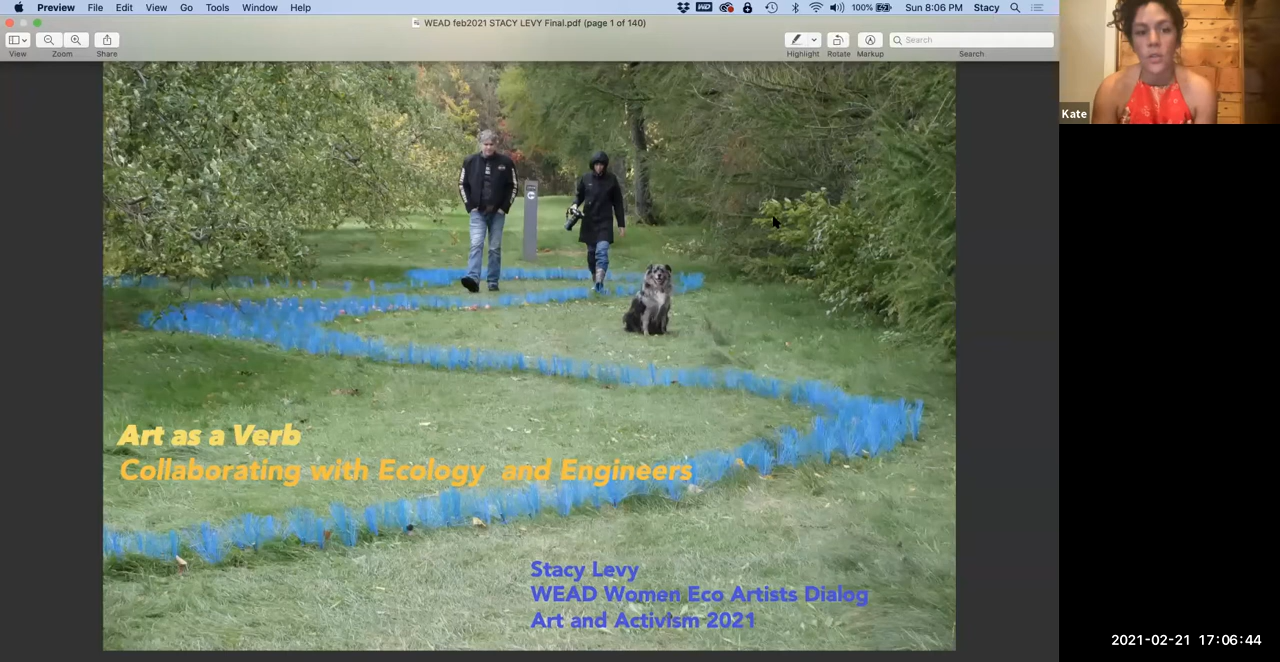 Preview File Edit View Go Tools Window Help 100% Sun 8:06 PM Stacy
WEAD feb2021 STACY LEVY Final.pdf (page 1 of 140)
Search
View Zoom Share Highlight Rotate Markup Search
Kate
Art as a Verb
Collaborating with Ecology and Engineers
Stacy Levy
WEAD Women Eco Artists Dialog
Art and Activism 2021
2021-02-21 17:06:44